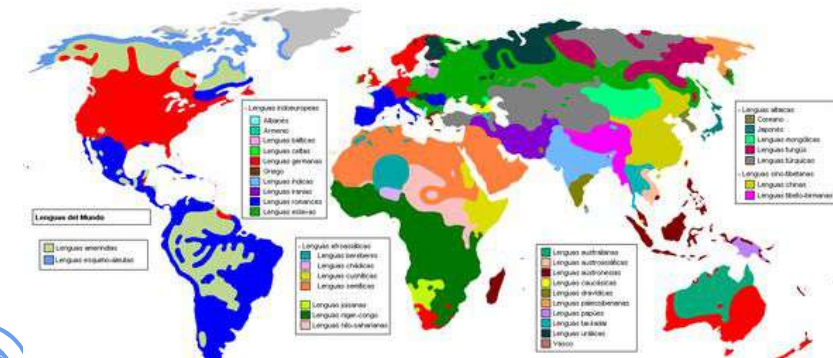 Lenguas del Mundo
Lenguas amerindias
Lenguas esquimo-aleutas
- Lenguas indoeuropeas
Albanés
Armenio
Lenguas bálticas
Lenguas celtas
Lenguas germanas
Griego
Lenguas índicas
Lenguas iranias
Lenguas romances
Lenguas eslavas
- Lenguas afroasiáticas
Lenguas bereberes
Lenguas chádicas
Lenguas cushitas
Lenguas semíticas
Lenguas joisanas
Lenguas níger-congo
Lenguas nilo-saharianas
Lenguas australianas
Lenguas austroasiáticas
Lenguas austronesias
Lenguas caucásicas
Lenguas dravídicas
Lenguas paleosiberianas
Lenguas papúes
Lenguas tai-kadai
Lenguas urálicas
Vasco
- Lenguas altaicas
Coreano
Japonés
Lenguas mongólicas
Lenguas tungús
Lenguas túrquicas
- Lenguas sino-tibetanas
Lenguas chinas
Lenguas tibeto-birmanas